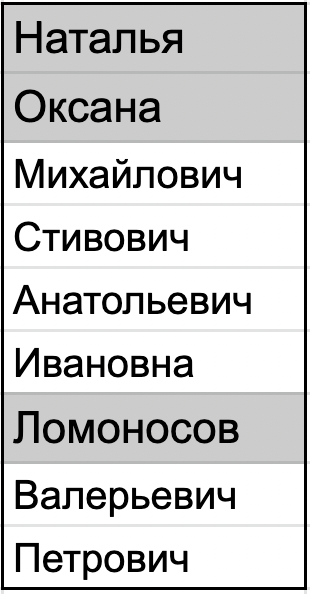 Наталья
Оксана
Михайлович
Стивович
Анатольевич
Ивановна
Ломоносов
Валерьевич
Петрович